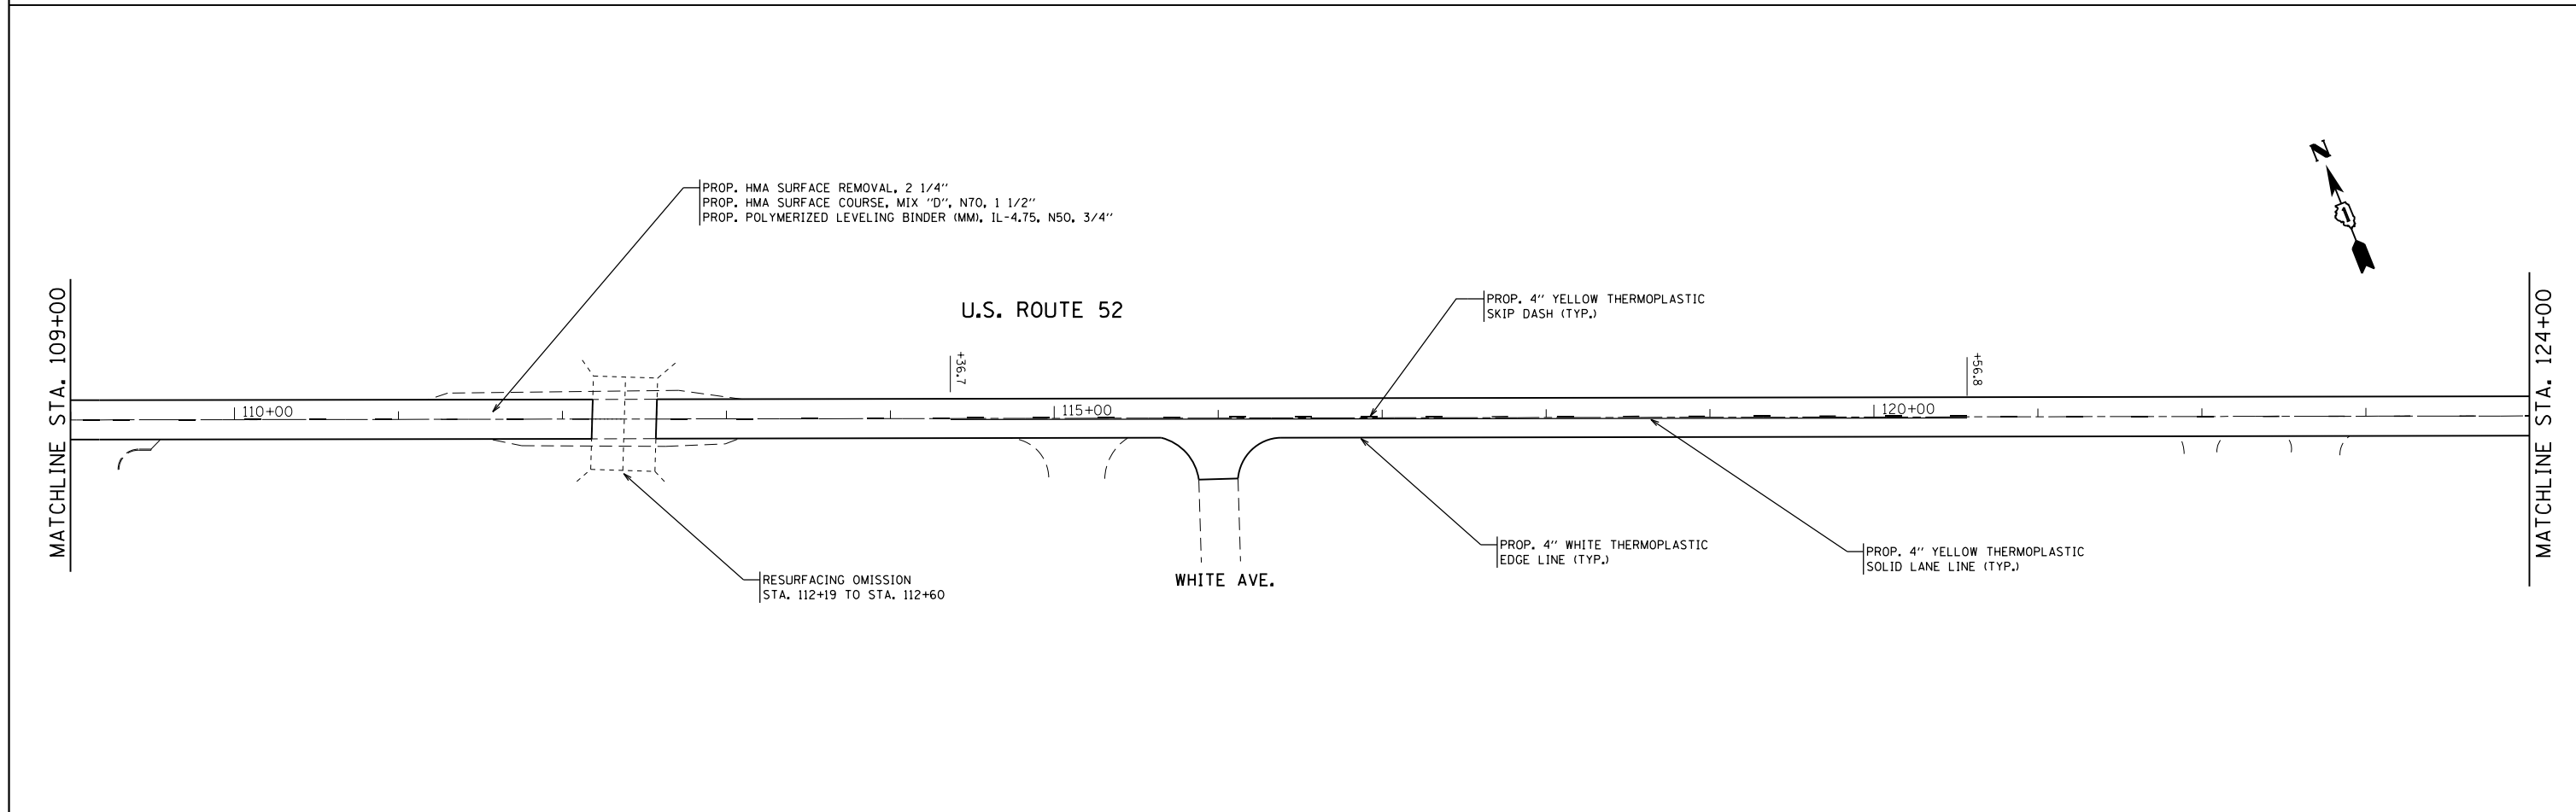 N
1
PROP. HMA SURFACE REMOVAL, 2 1/4"
PROP. HMA SURFACE COURSE, MIX "D", N70, 1 1/2"
PROP. POLYMERIZED LEVELING BINDER (MM), IL-4.75, N50, 3/4"
U.S. ROUTE 52
PROP. 4" YELLOW THERMOPLASTIC
SKIP DASH (TYP.)
MATCHLINE STA. 109+00
+36.7
+56.8
MATCHLINE STA. 124+00
110+00
115+00
120+00
PROP. 4" WHITE THERMOPLASTIC
EDGE LINE (TYP.)
PROP. 4" YELLOW THERMOPLASTIC
SOLID LANE LINE (TYP.)
RESURFACING OMISSION
STA. 112+19 TO STA. 112+60
WHITE AVE.